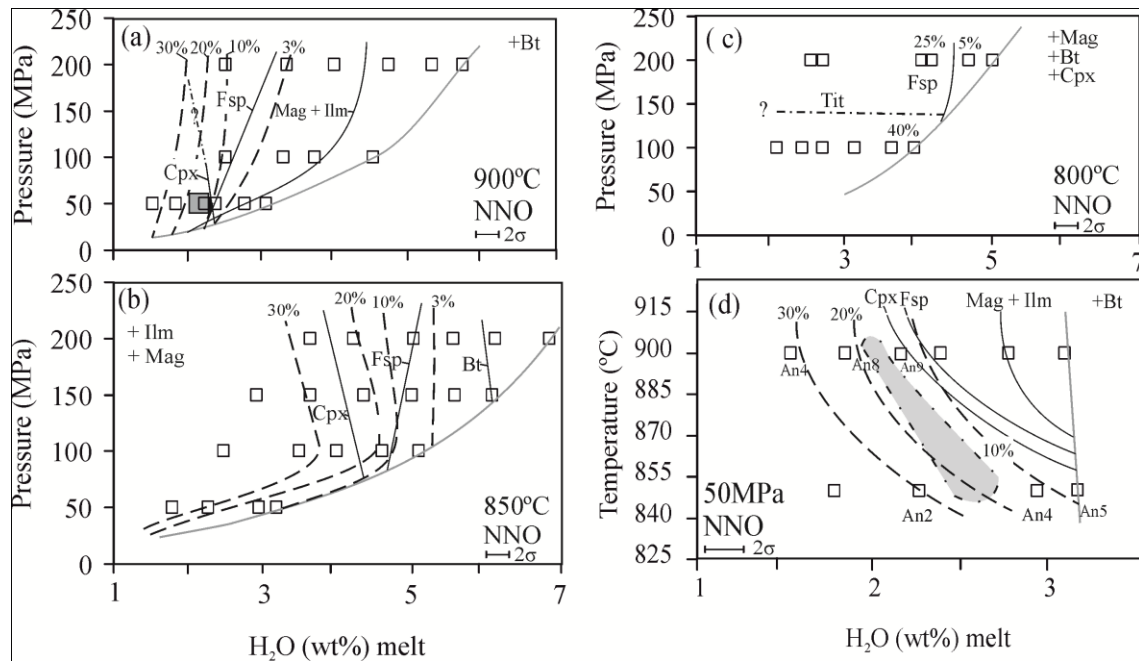 Pressure (MPa)
250
200
150
100
50
0
(a)
30%
20%
10%
3%
+Bt
Fsp
Mag + Ilm
Cpx
900ºC
NNO
2σ
Pressure (MPa)
250
200
150
100
50
0
(b)
30%
20%
10%
3%
+ Ilm
+ Mag
Fsp
Bt
Cpx
850ºC
NNO
2σ
1
3
5
7
H2O (wt%) melt
Pressure (MPa)
250
200
150
100
50
0
( c)
25%
5%
+Mag
+Bt
+Cpx
Fsp
?
Tit
40%
800ºC
NNO
2σ
1
3
5
7
Temperature (ºC)
915
900
885
870
855
840
825
(d)
30%
20%
Cpx
Fsp
Mag + Ilm
+Bt
An4
An8
An9
10%
50MPa
NNO
2σ
An2
An4
An5
1
2
3
H2O (wt%) melt